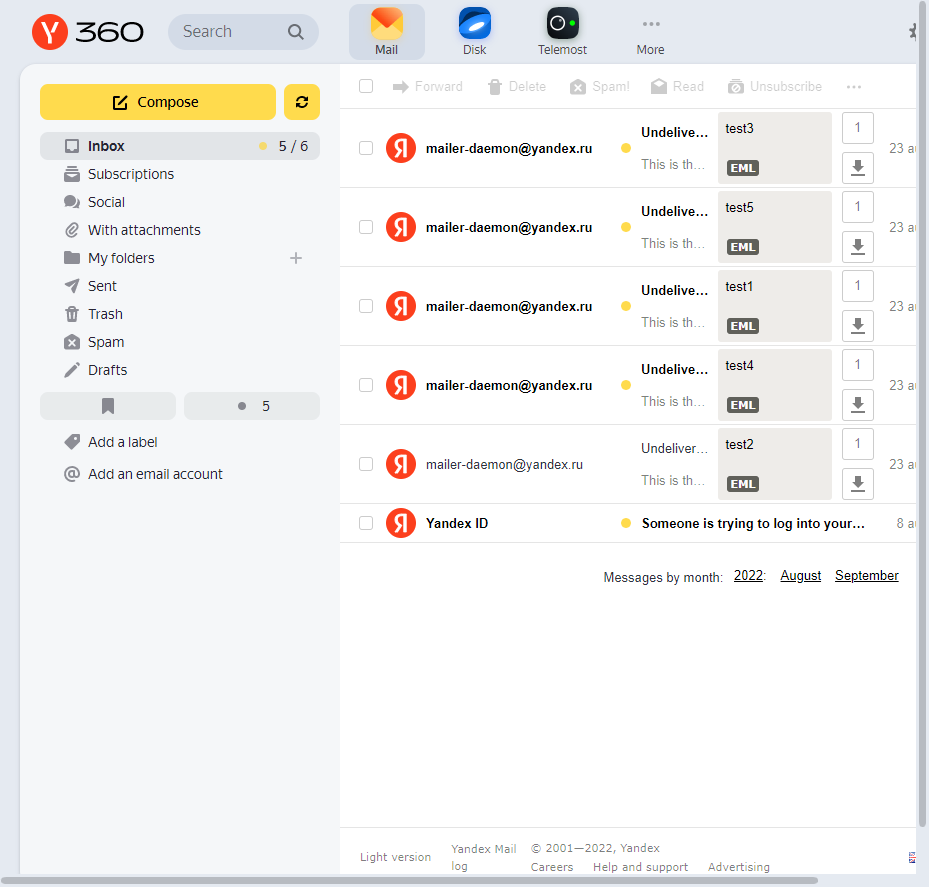 Y 360
Search
Mail
Disk
Telemost
More
Compose
Inbox
5 / 6
Subscriptions
Social
With attachments
My folders
Sent
Trash
Spam
Drafts
5
Add a label
Add an email account
Forward
Delete
Spam!
Read
Unsubscribe
Я mailer-daemon@yandex.ru
Undelive…
This is th…
test3
EML
1
23 au
Я mailer-daemon@yandex.ru
Undelive…
This is th…
test5
EML
1
23 au
Я mailer-daemon@yandex.ru
Undelive…
This is th…
test1
EML
1
23 au
Я mailer-daemon@yandex.ru
Undelive…
This is th…
test4
EML
1
23 au
Я mailer-daemon@yandex.ru
Undeliver…
This is th…
test2
EML
1
23 au
Я Yandex ID
Someone is trying to log into your…
8 au
Messages by month: 2022: August September
Light version
Yandex Mail
log
© 2001—2022, Yandex
Careers Help and support Advertising